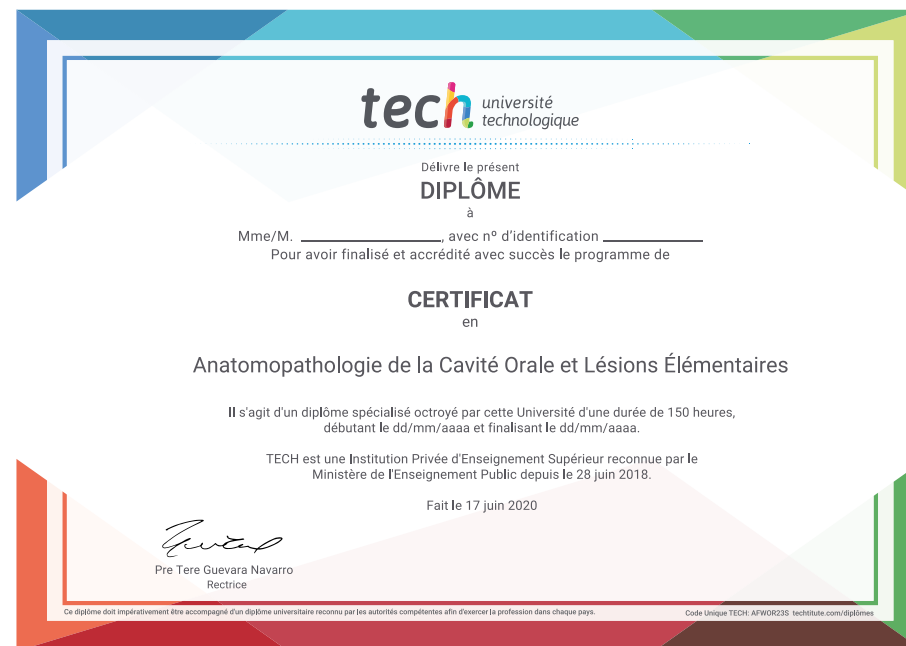 tech université
technologique
Délivre le présent
DIPLÔME
à
Mme/M. ____________________, avec nº d'identification ______________
Pour avoir finalisé et accrédité avec succès le programme de
CERTIFICAT
en
Anatomopathologie de la Cavité Orale et Lésions Élémentaires
Il s'agit d'un diplôme spécialisé octroyé par cette Université d'une durée de 150 heures,
débutant le dd/mm/aaaa et finalisant le dd/mm/aaaa.
TECH est une Institution Privée d'Enseignement Supérieur reconnue par le
Ministère de l'Enseignement Public depuis le 28 juin 2018.
Fait le 17 juin 2020
Pre Tere Guevara Navarro
Rectrice
Ce diplôme doit impérativement être accompagné d'un diplôme universitaire reconnu par les autorités compétentes afin d'exercer la profession dans chaque pays.
Code Unique TECH: AFWOR23S techtitute.com/diplômes